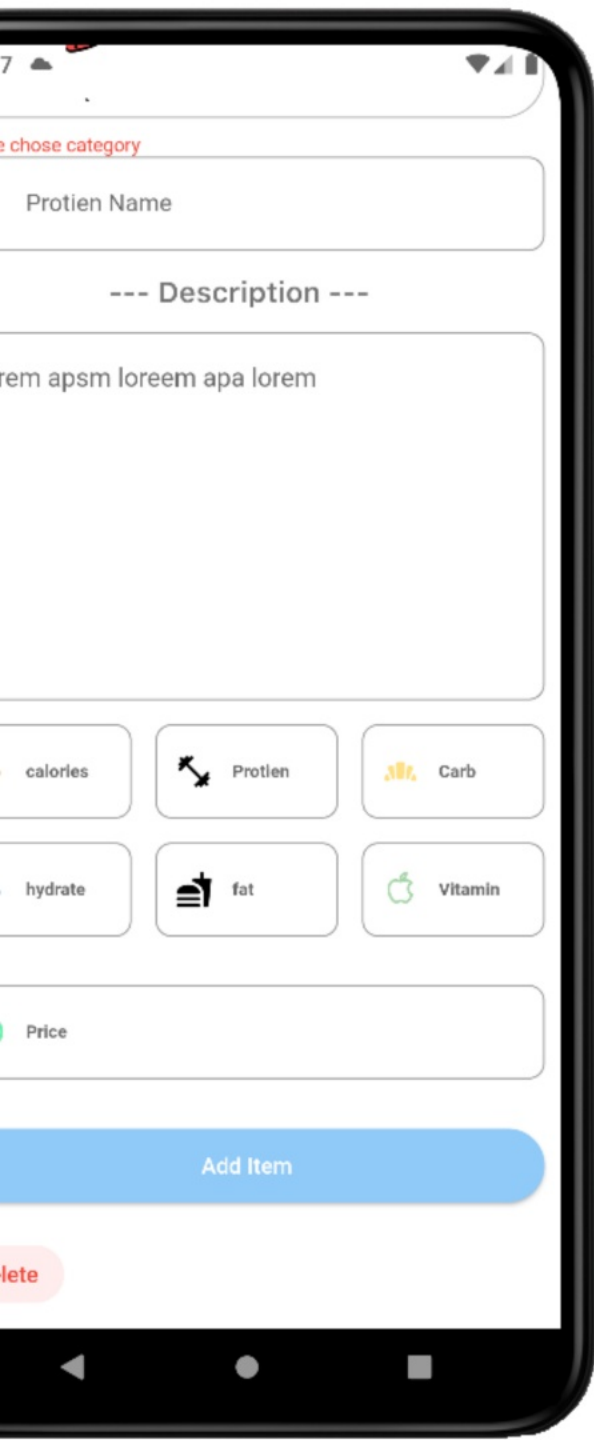 7
e chose category
Protien Name
--- Description ---
rem apsm loreem apa lorem
calories
Protien
Carb
hydrate
fat
Vitamin
Price
Add Item
lete